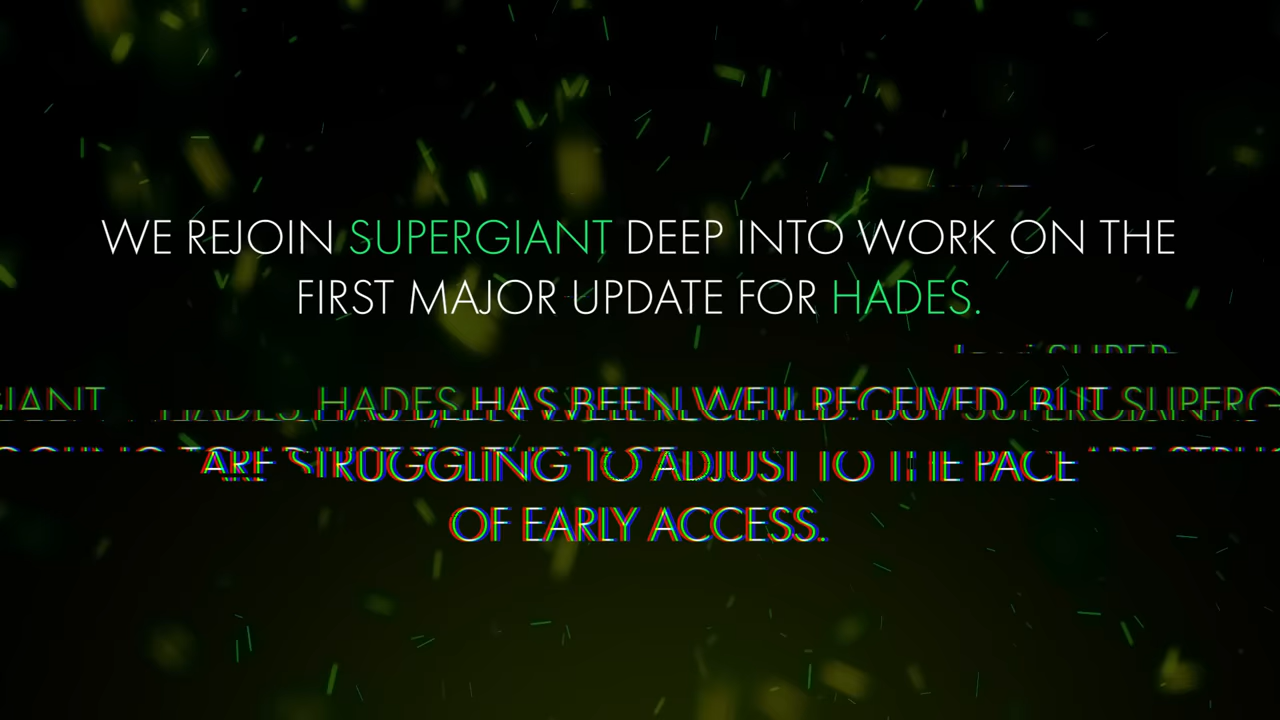 WE REJOIN SUPERGIANT DEEP INTO WORK ON THE
FIRST MAJOR UPDATE FOR HADES.
HADES HAS BEEN WELL RECEIVED, BUT SUPERG
ARE STRUGGLING TO ADJUST TO THE PACE
OF EARLY ACCESS.